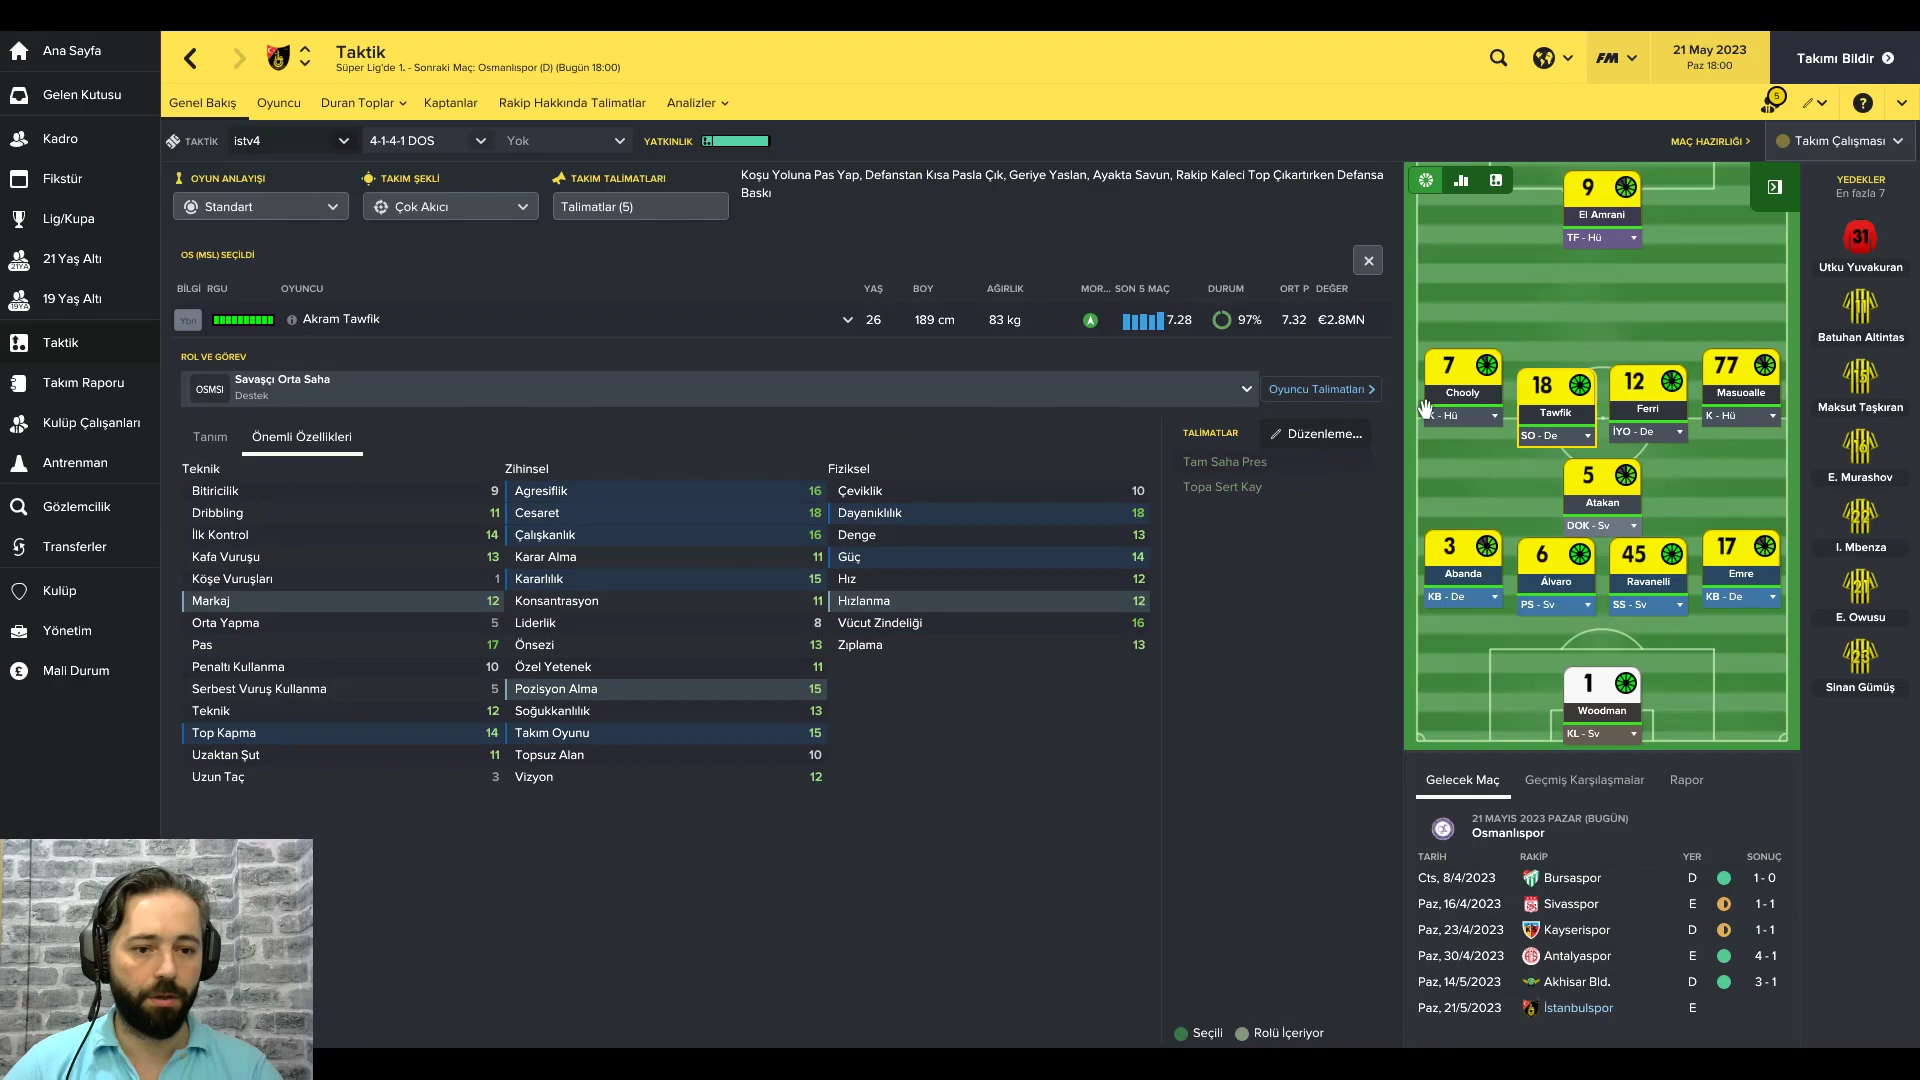 Ana Sayfa
Gelen Kutusu
Kadro
Fikstür
Lig/Kupa
21 Yaş Altı
19 Yaş Altı
Taktik
Takım Raporu
Kulüp Çalışanları
Antrenman
Gözlemcilik
Transferler
Kulüp
Yönetim
Mali Durum
Taktik
Süper Lig'de 1. - Sonraki Maç: Osmanlıspor (D) (Bugün 18:00)
FM
21 May 2023
Paz 18:00
Takımı Bildir
Genel Bakış
Oyuncu
Duran Toplar
Kaptanlar
Rakip Hakkında Talimatlar
Analizler
5
?
TAKTİK
istv4
4-1-4-1 DOS
Yok
YATKINLIK
MAÇ HAZIRLIĞI >
Takım Çalışması
OYUN ANLAYIŞI
Standart
TAKIM ŞEKLİ
Çok Akıcı
TAKIM TALİMATLARI
Talimatlar (5)
Koşu Yoluna Pas Yap, Defanstan Kısa Pasla Çık, Geriye Yaslan, Ayakta Savun, Rakip Kaleci Top Çıkartırken Defansa
Baskı
OS (MSL) SEÇİLDİ
BİLGİ RGU OYUNCU YAŞ BOY AĞIRLIK MOR... SON 5 MAÇ DURUM ORT P DEĞER
Ybn Akram Tawfik 26 189 cm 83 kg 7.28 97% 7.32 €2.8MN
ROL VE GÖREV
OSMSI
Savaşçı Orta Saha
Destek
Oyuncu Talimatları >
Tanım
Önemli Özellikleri
TALİMATLAR
Düzenleme...
Tam Saha Pres
Topa Sert Kay
Teknik
Bitiricilik 9
Dribbling 11
İlk Kontrol 14
Kafa Vuruşu 13
Köşe Vuruşları 1
Markaj 12
Orta Yapma 5
Pas 17
Penaltı Kullanma 10
Serbest Vuruş Kullanma 5
Teknik 12
Top Kapma 14
Uzaktan Şut 11
Uzun Taç 3
Zihinsel
Agresiflik 16
Cesaret 18
Çalışkanlık 16
Karar Alma 11
Kararlılık 15
Konsantrasyon 11
Liderlik 8
Önsezi 13
Özel Yetenek 11
Pozisyon Alma 15
Soğukkanlılık 13
Takım Oyunu 15
Topsuz Alan 10
Vizyon 12
Fiziksel
Çeviklik 10
Dayanıklılık 18
Denge 13
Güç 14
Hız 12
Hızlanma 12
Vücut Zindeliği 16
Zıplama 13
Seçili
Rolü İçeriyor
9
El Amrani
TF - Hü
7
Chooly
K - Hü
18
Tawfik
SO - De
12
Ferri
İYO - De
77
Masuoalle
K - Hü
5
Atakan
DOK - Sv
3
Abanda
KB - De
6
Álvaro
PS - Sv
45
Ravanelli
SS - Sv
17
Emre
KB - De
1
Woodman
KL - Sv
YEDEKLER
En fazla 7
31
Utku Yuvakuran
Batuhan Altintas
Maksut Taşkıran
E. Murashov
I. Mbenza
E. Owusu
23
Sinan Gümüş
Gelecek Maç
Geçmiş Karşılaşmalar
Rapor
21 MAYIS 2023 PAZAR (BUGÜN)
Osmanlıspor
TARİH RAKİP YER SONUÇ
Cts, 8/4/2023 Bursaspor D 1 - 0
Paz, 16/4/2023 Sivasspor E 1 - 1
Paz, 23/4/2023 Kayserispor D 1 - 1
Paz, 30/4/2023 Antalyaspor E 4 - 1
Paz, 14/5/2023 Akhisar Bld. D 3 - 1
Paz, 21/5/2023 İstanbulspor E